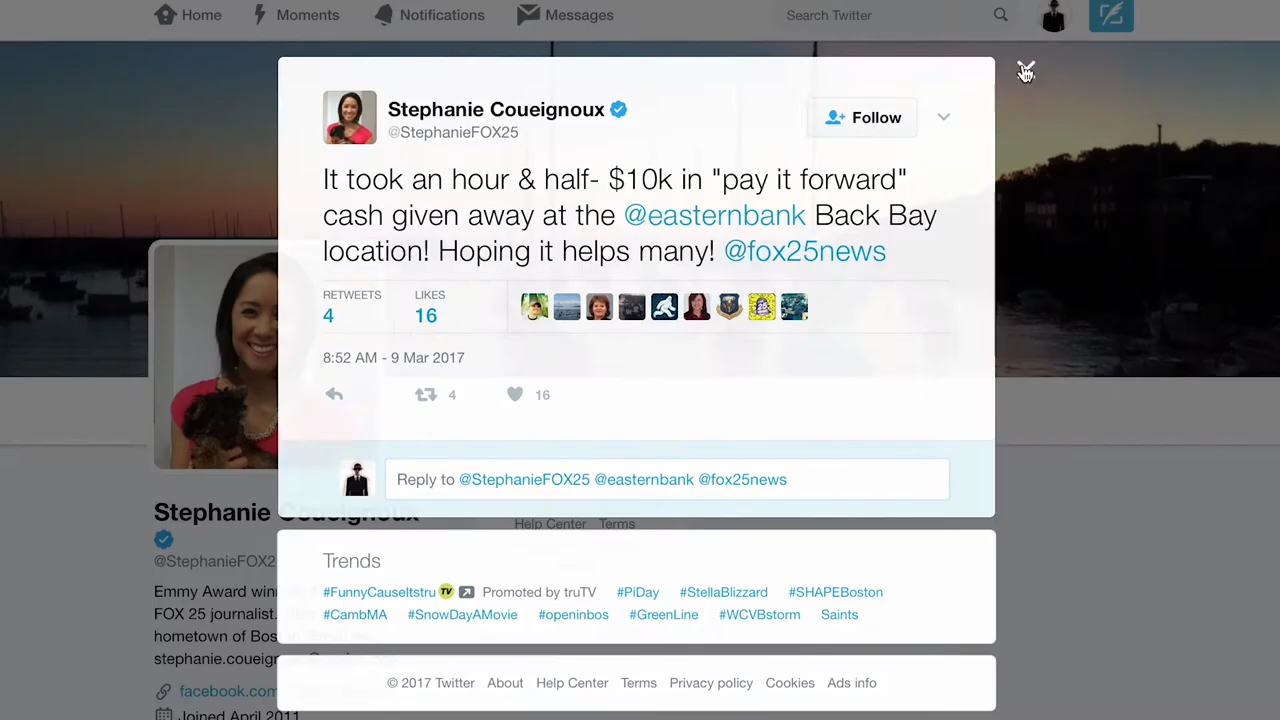 Home Moments Notifications Messages Search Twitter
Stephanie Coueignoux
@StephanieFOX25
Follow
It took an hour & half- $10k in "pay it forward"
cash given away at the @easternbank Back Bay
location! Hoping it helps many! @fox25news
RETWEETS LIKES
4 16
8:52 AM - 9 Mar 2017
4 16
Reply to @StephanieFOX25 @easternbank @fox25news
Stephanie Coueignoux
Help Center Terms
@StephanieFOX2
Emmy Award
FOX 25 journalist.
hometown of
stephanie.coueign
facebook.com
Joined April 2011
Trends
#FunnyCauseItstru TV Promoted by truTV #PiDay #StellaBlizzard #SHAPEBoston
#CambMA #SnowDayAMovie #openinbos #GreenLine #WCVBstorm Saints
© 2017 Twitter About Help Center Terms Privacy policy Cookies Ads info